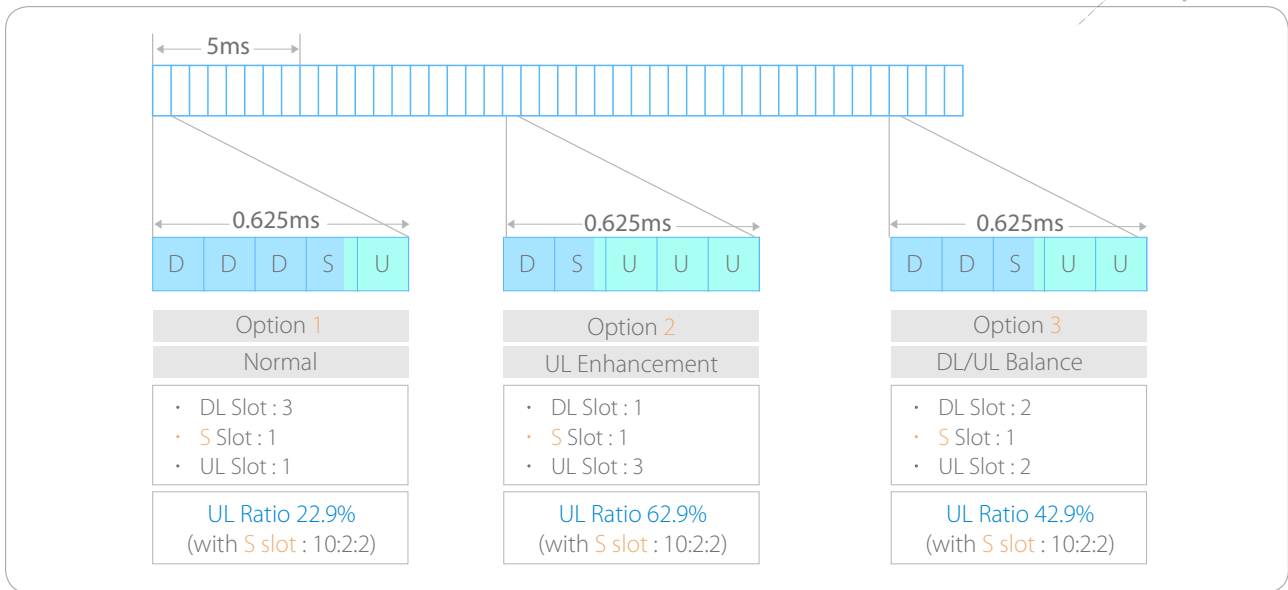 5ms
0.625ms 0.625ms 0.625ms
D D D S U D S U U U D D S U U
Option 1
Normal
· DL Slot : 3
· S Slot : 1
· UL Slot : 1
UL Ratio 22.9%
(with S slot : 10:2:2)
Option 2
UL Enhancement
· DL Slot : 1
· S Slot : 1
· UL Slot : 3
UL Ratio 62.9%
(with S slot : 10:2:2)
Option 3
DL/UL Balance
· DL Slot : 2
· S Slot : 1
· UL Slot : 2
UL Ratio 42.9%
(with S slot : 10:2:2)